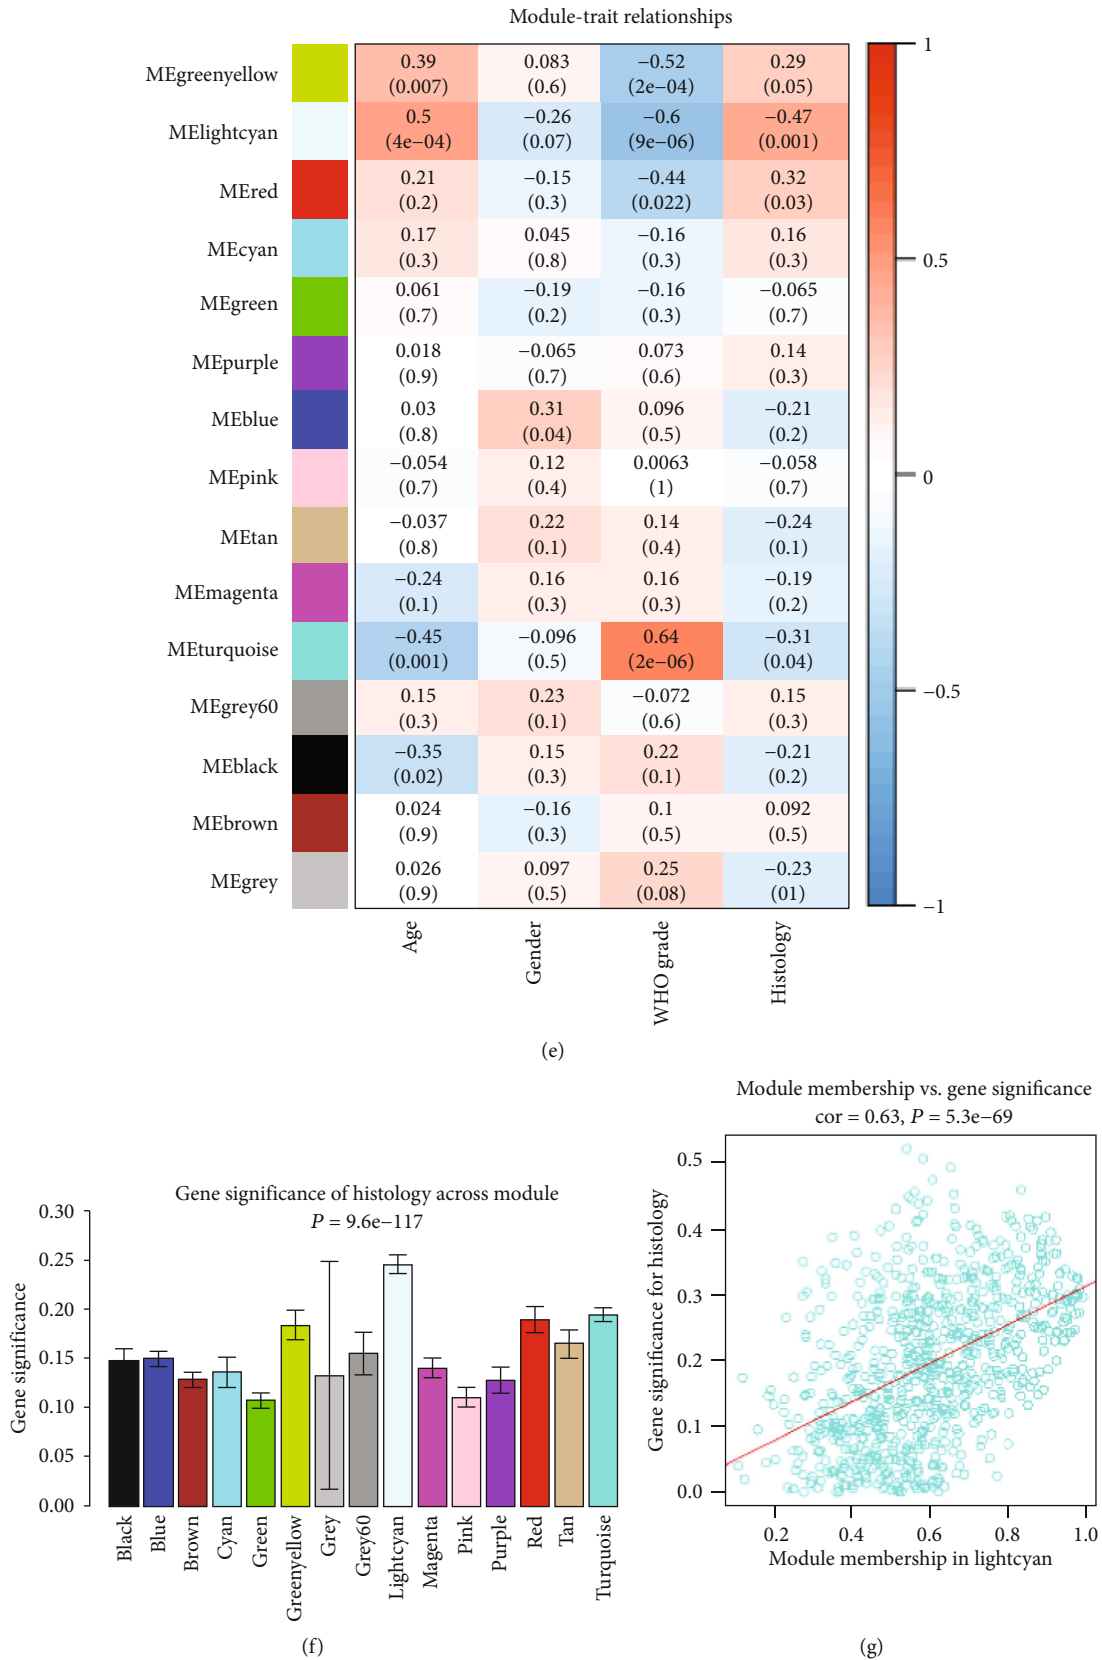 Module-trait relationships
MEgreenyellow 0.39 0.083 −0.52 0.29
(0.007) (0.6) (2e−04) (0.05)
MElightcyan 0.5 −0.26 −0.6 −0.47
(4e−04) (0.07) (9e−06) (0.001)
MEred 0.21 −0.15 −0.44 0.32
(0.2) (0.3) (0.022) (0.03)
MEcyan 0.17 0.045 −0.16 0.16
(0.3) (0.8) (0.3) (0.3)
MEgreen 0.061 −0.19 −0.16 −0.065
(0.7) (0.2) (0.3) (0.7)
MEpurple 0.018 −0.065 0.073 0.14
(0.9) (0.7) (0.6) (0.3)
MEblue 0.03 0.31 0.096 −0.21
(0.8) (0.04) (0.5) (0.2)
MEpink −0.054 0.12 0.0063 −0.058
(0.7) (0.4) (1) (0.7)
MEtan −0.037 0.22 0.14 −0.24
(0.8) (0.1) (0.4) (0.1)
MEmagenta −0.24 0.16 0.16 −0.19
(0.1) (0.3) (0.3) (0.2)
MEturquoise −0.45 −0.096 0.64 −0.31
(0.001) (0.5) (2e−06) (0.04)
MEgrey60 0.15 0.23 −0.072 0.15
(0.3) (0.1) (0.6) (0.3)
MEblack −0.35 0.15 0.22 −0.21
(0.02) (0.3) (0.1) (0.2)
MEbrown 0.024 −0.16 0.1 0.092
(0.9) (0.3) (0.5) (0.5)
MEgrey 0.026 0.097 0.25 −0.23
(0.9) (0.5) (0.08) (01)
Age Gender WHO grade Histology
1
0.5
0
−0.5
−1
(e)
Gene significance of histology across module
P = 9.6e−117
Gene significance
0.30
0.25
0.20
0.15
0.10
0.05
0.00
Black Blue Brown Cyan Green Greenyellow Grey Grey60 Lightcyan Magenta Pink Purple Red Tan Turquoise
(f)
Module membership vs. gene significance
cor = 0.63, P = 5.3e−69
Gene significance for histology
0.5
0.4
0.3
0.2
0.1
0.0
0.2 0.4 0.6 0.8 1.0
Module membership in lightcyan
(g)